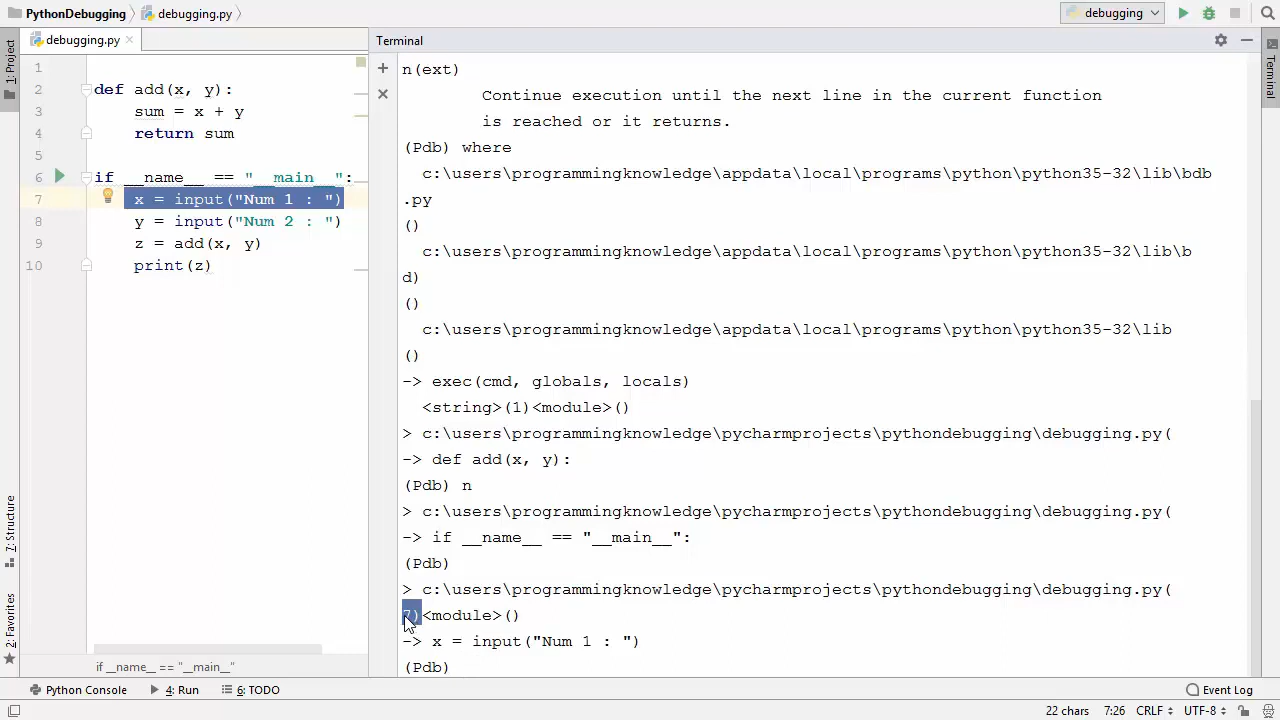 PythonDebugging debugging.py
debugging
debugging.py
Terminal
1: Project
7: Structure
2: Favorites
Terminal
1
2 def add(x, y):
3 sum = x + y
4 return sum
5
6 if __name__ == "__main__":
7 x = input("Num 1 : ")
8 y = input("Num 2 : ")
9 z = add(x, y)
10 print(z)
if __name__ == "__main__"
n(ext)
Continue execution until the next line in the current function
is reached or it returns.
(Pdb) where
c:\users\programmingknowledge\appdata\local\programs\python\python35-32\lib\bdb
.py
()
c:\users\programmingknowledge\appdata\local\programs\python\python35-32\lib\b
d)
()
c:\users\programmingknowledge\appdata\local\programs\python\python35-32\lib
()
-> exec(cmd, globals, locals)
<string>(1)<module>()
> c:\users\programmingknowledge\pycharmprojects\pythondebugging\debugging.py(
-> def add(x, y):
(Pdb) n
> c:\users\programmingknowledge\pycharmprojects\pythondebugging\debugging.py(
-> if __name__ == "__main__":
(Pdb)
> c:\users\programmingknowledge\pycharmprojects\pythondebugging\debugging.py(
7)<module>()
-> x = input("Num 1 : ")
(Pdb)
Python Console 4: Run 6: TODO Event Log
22 chars 7:26 CRLF UTF-8